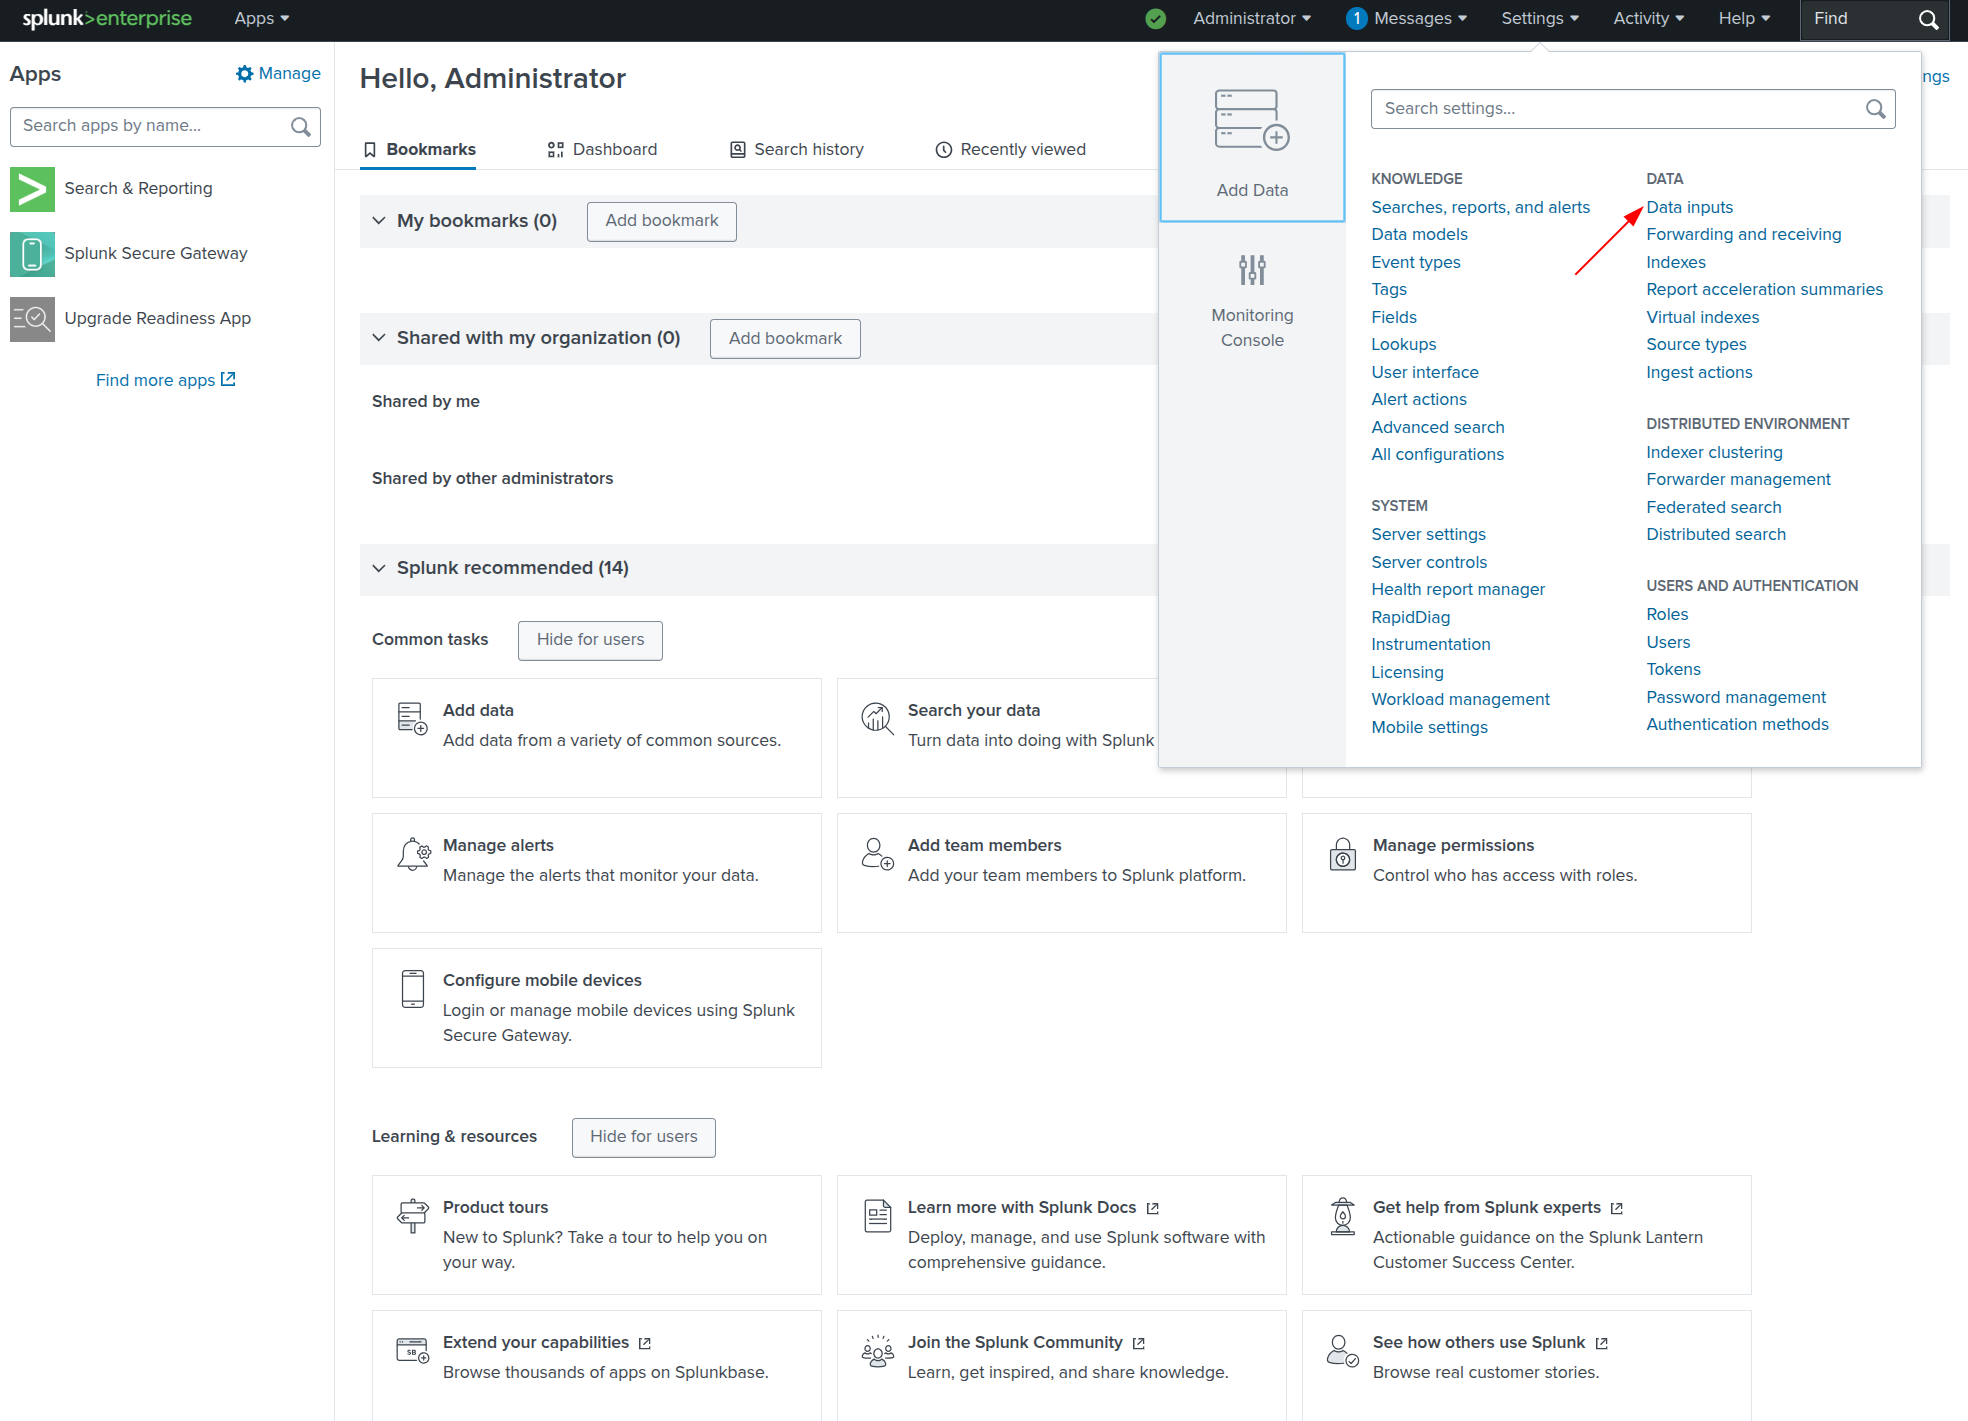 splunk>enterprise
Apps
Administrator
1
Messages
Settings
Activity
Help
Find
Apps
Manage
Search apps by name...
Search & Reporting
Splunk Secure Gateway
Upgrade Readiness App
Find more apps
Hello, Administrator
Bookmarks
Dashboard
Search history
Recently viewed
My bookmarks (0)
Add bookmark
Shared with my organization (0)
Add bookmark
Shared by me
Shared by other administrators
Splunk recommended (14)
Common tasks
Hide for users
Add data
Add data from a variety of common sources.
Search your data
Turn data into doing with Splunk
Manage alerts
Manage the alerts that monitor your data.
Add team members
Add your team members to Splunk platform.
Manage permissions
Control who has access with roles.
Configure mobile devices
Login or manage mobile devices using Splunk
Secure Gateway.
Learning & resources
Hide for users
Product tours
New to Splunk? Take a tour to help you on
your way.
Learn more with Splunk Docs
Deploy, manage, and use Splunk software with
comprehensive guidance.
Get help from Splunk experts
Actionable guidance on the Splunk Lantern
Customer Success Center.
Extend your capabilities
SB
Browse thousands of apps on Splunkbase.
Join the Splunk Community
Learn, get inspired, and share knowledge.
See how others use Splunk
Browse real customer stories.
Add Data
Monitoring
Console
Search settings...
KNOWLEDGE
Searches, reports, and alerts
Data models
Event types
Tags
Fields
Lookups
User interface
Alert actions
Advanced search
All configurations
SYSTEM
Server settings
Server controls
Health report manager
RapidDiag
Instrumentation
Licensing
Workload management
Mobile settings
DATA
Data inputs
Forwarding and receiving
Indexes
Report acceleration summaries
Virtual indexes
Source types
Ingest actions
DISTRIBUTED ENVIRONMENT
Indexer clustering
Forwarder management
Federated search
Distributed search
USERS AND AUTHENTICATION
Roles
Users
Tokens
Password management
Authentication methods
ngs